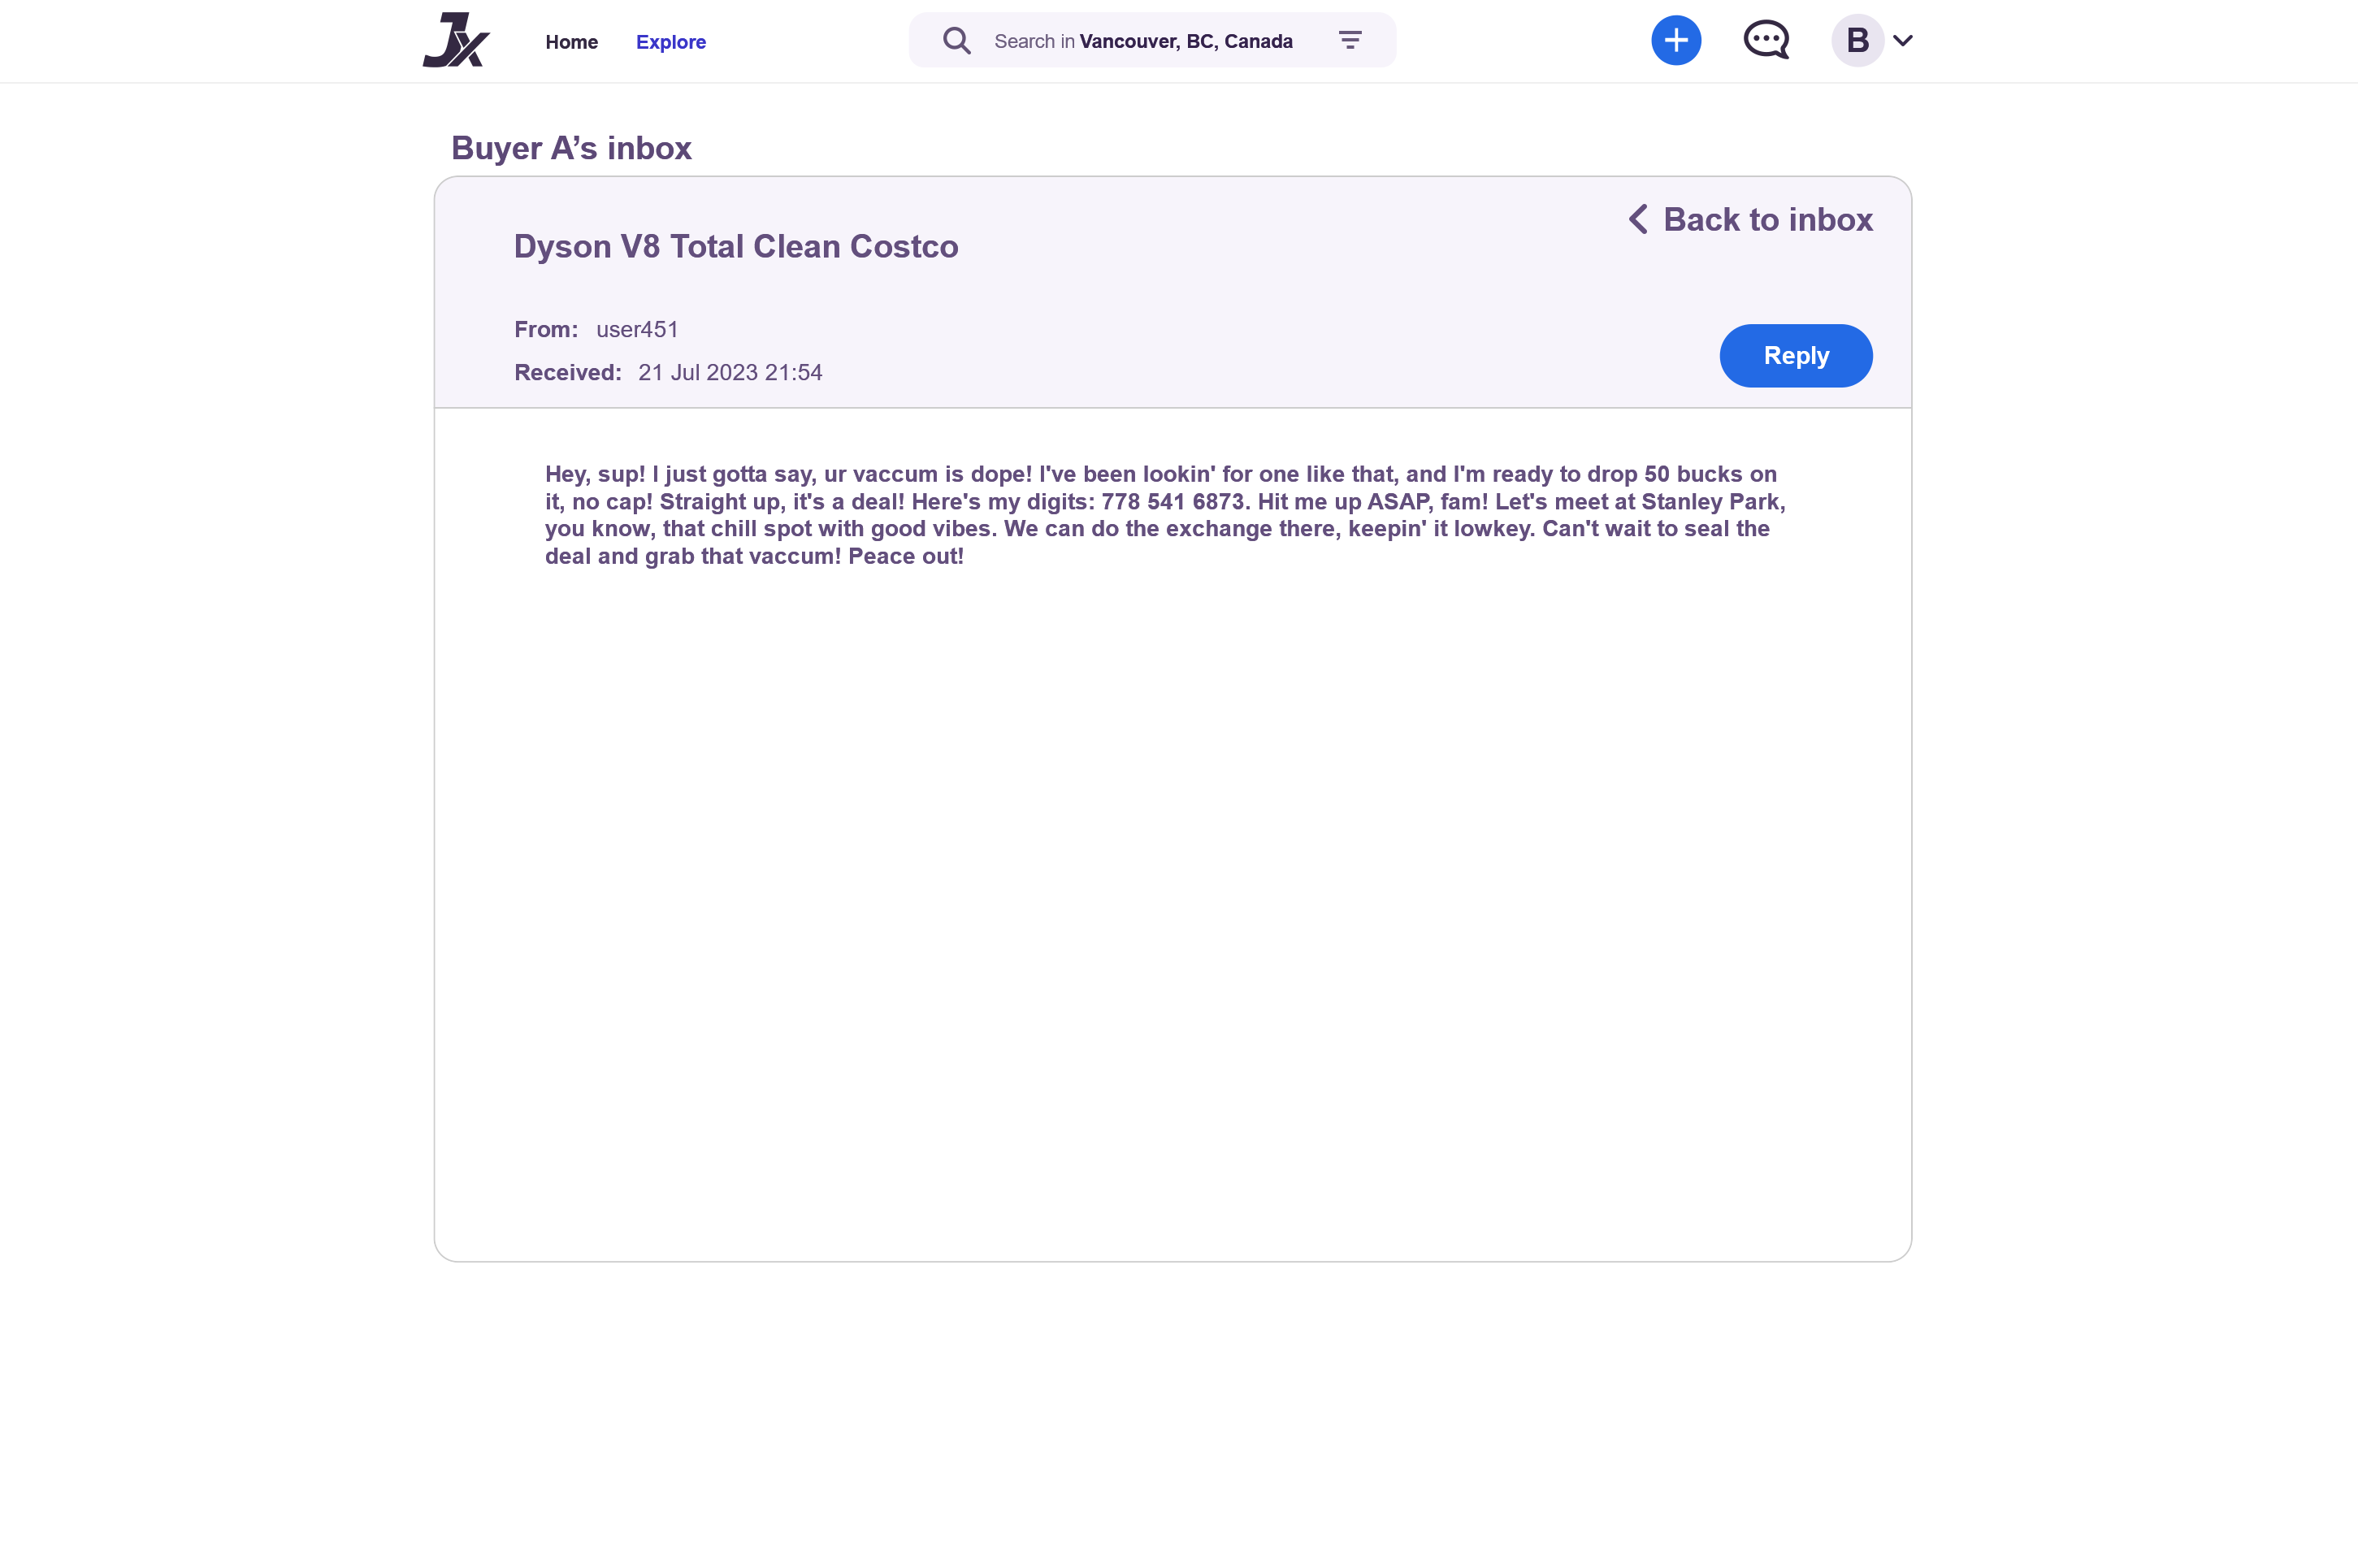 Jx
Home
Explore
Search in Vancouver, BC, Canada
B
Buyer A’s inbox
Back to inbox
Dyson V8 Total Clean Costco
From: user451
Received: 21 Jul 2023 21:54
Reply
Hey, sup! I just gotta say, ur vaccum is dope! I've been lookin' for one like that, and I'm ready to drop 50 bucks on
it, no cap! Straight up, it's a deal! Here's my digits: 778 541 6873. Hit me up ASAP, fam! Let's meet at Stanley Park,
you know, that chill spot with good vibes. We can do the exchange there, keepin' it lowkey. Can't wait to seal the
deal and grab that vaccum! Peace out!